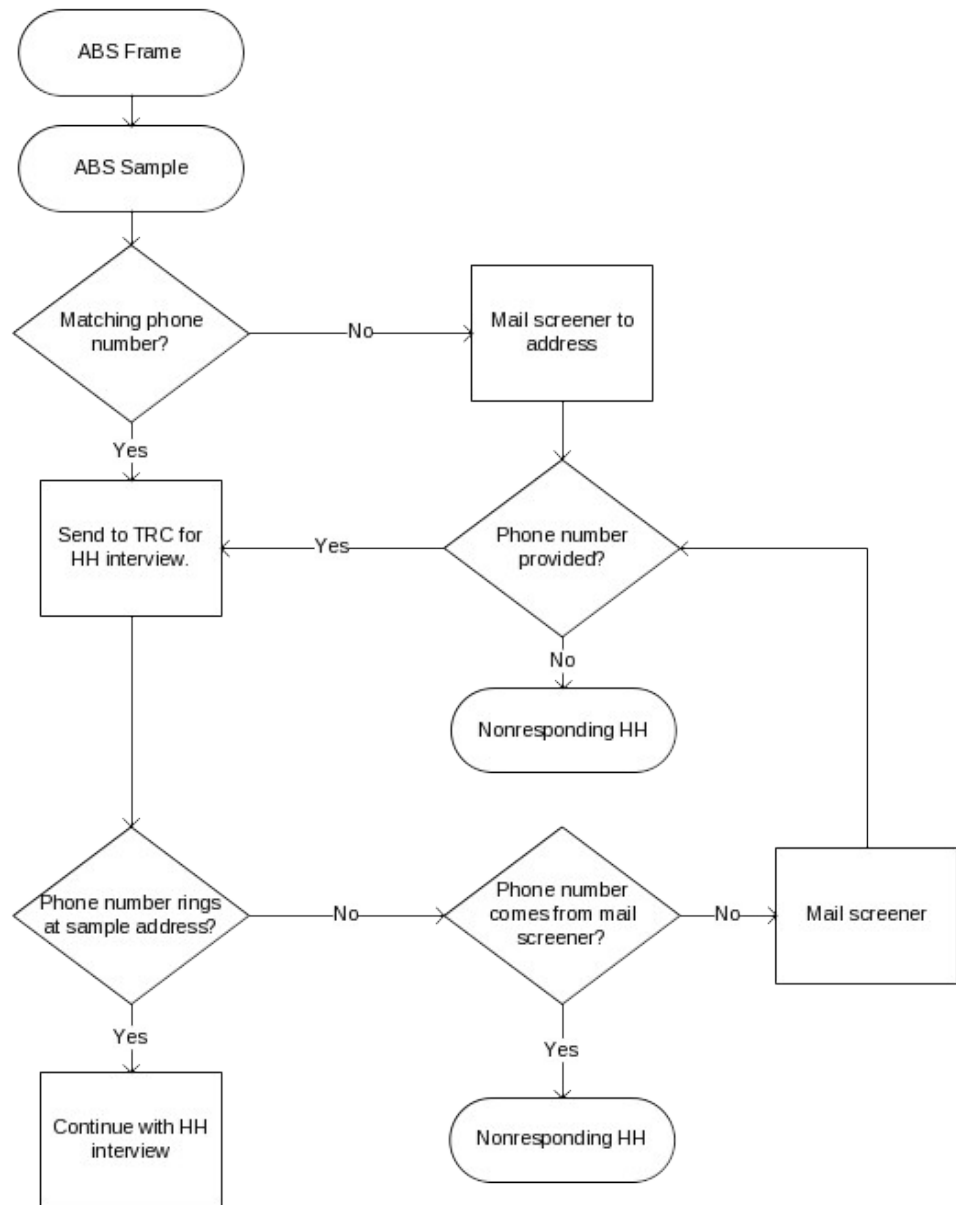 ABS Frame
ABS Sample
Matching phone
number?
No
Mail screener to
address
Yes
Send to TRC for
HH interview.
Yes
Phone number
provided?
No
Nonresponding HH
Phone number rings
at sample address?
No
Phone number
comes from mail
screener?
No
Mail screener
Yes
Yes
Continue with HH
interview
Nonresponding HH